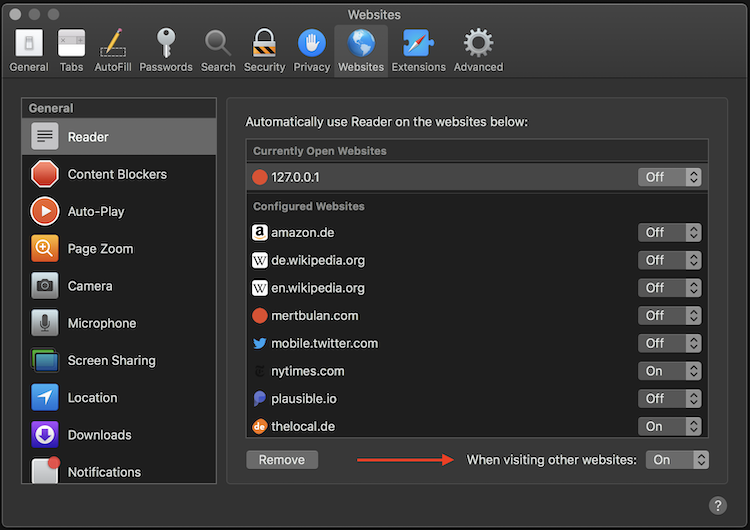 Websites
General Tabs AutoFill Passwords Search Security Privacy Websites Extensions Advanced
General
Reader
Content Blockers
Auto-Play
Page Zoom
Camera
Microphone
Screen Sharing
Location
Downloads
Notifications
Automatically use Reader on the websites below:
Currently Open Websites
127.0.0.1 Off
Configured Websites
a amazon.de Off
W de.wikipedia.org Off
W en.wikipedia.org Off
mertbulan.com Off
mobile.twitter.com Off
nytimes.com On
plausible.io Off
de thelocal.de On
Remove When visiting other websites: On
?